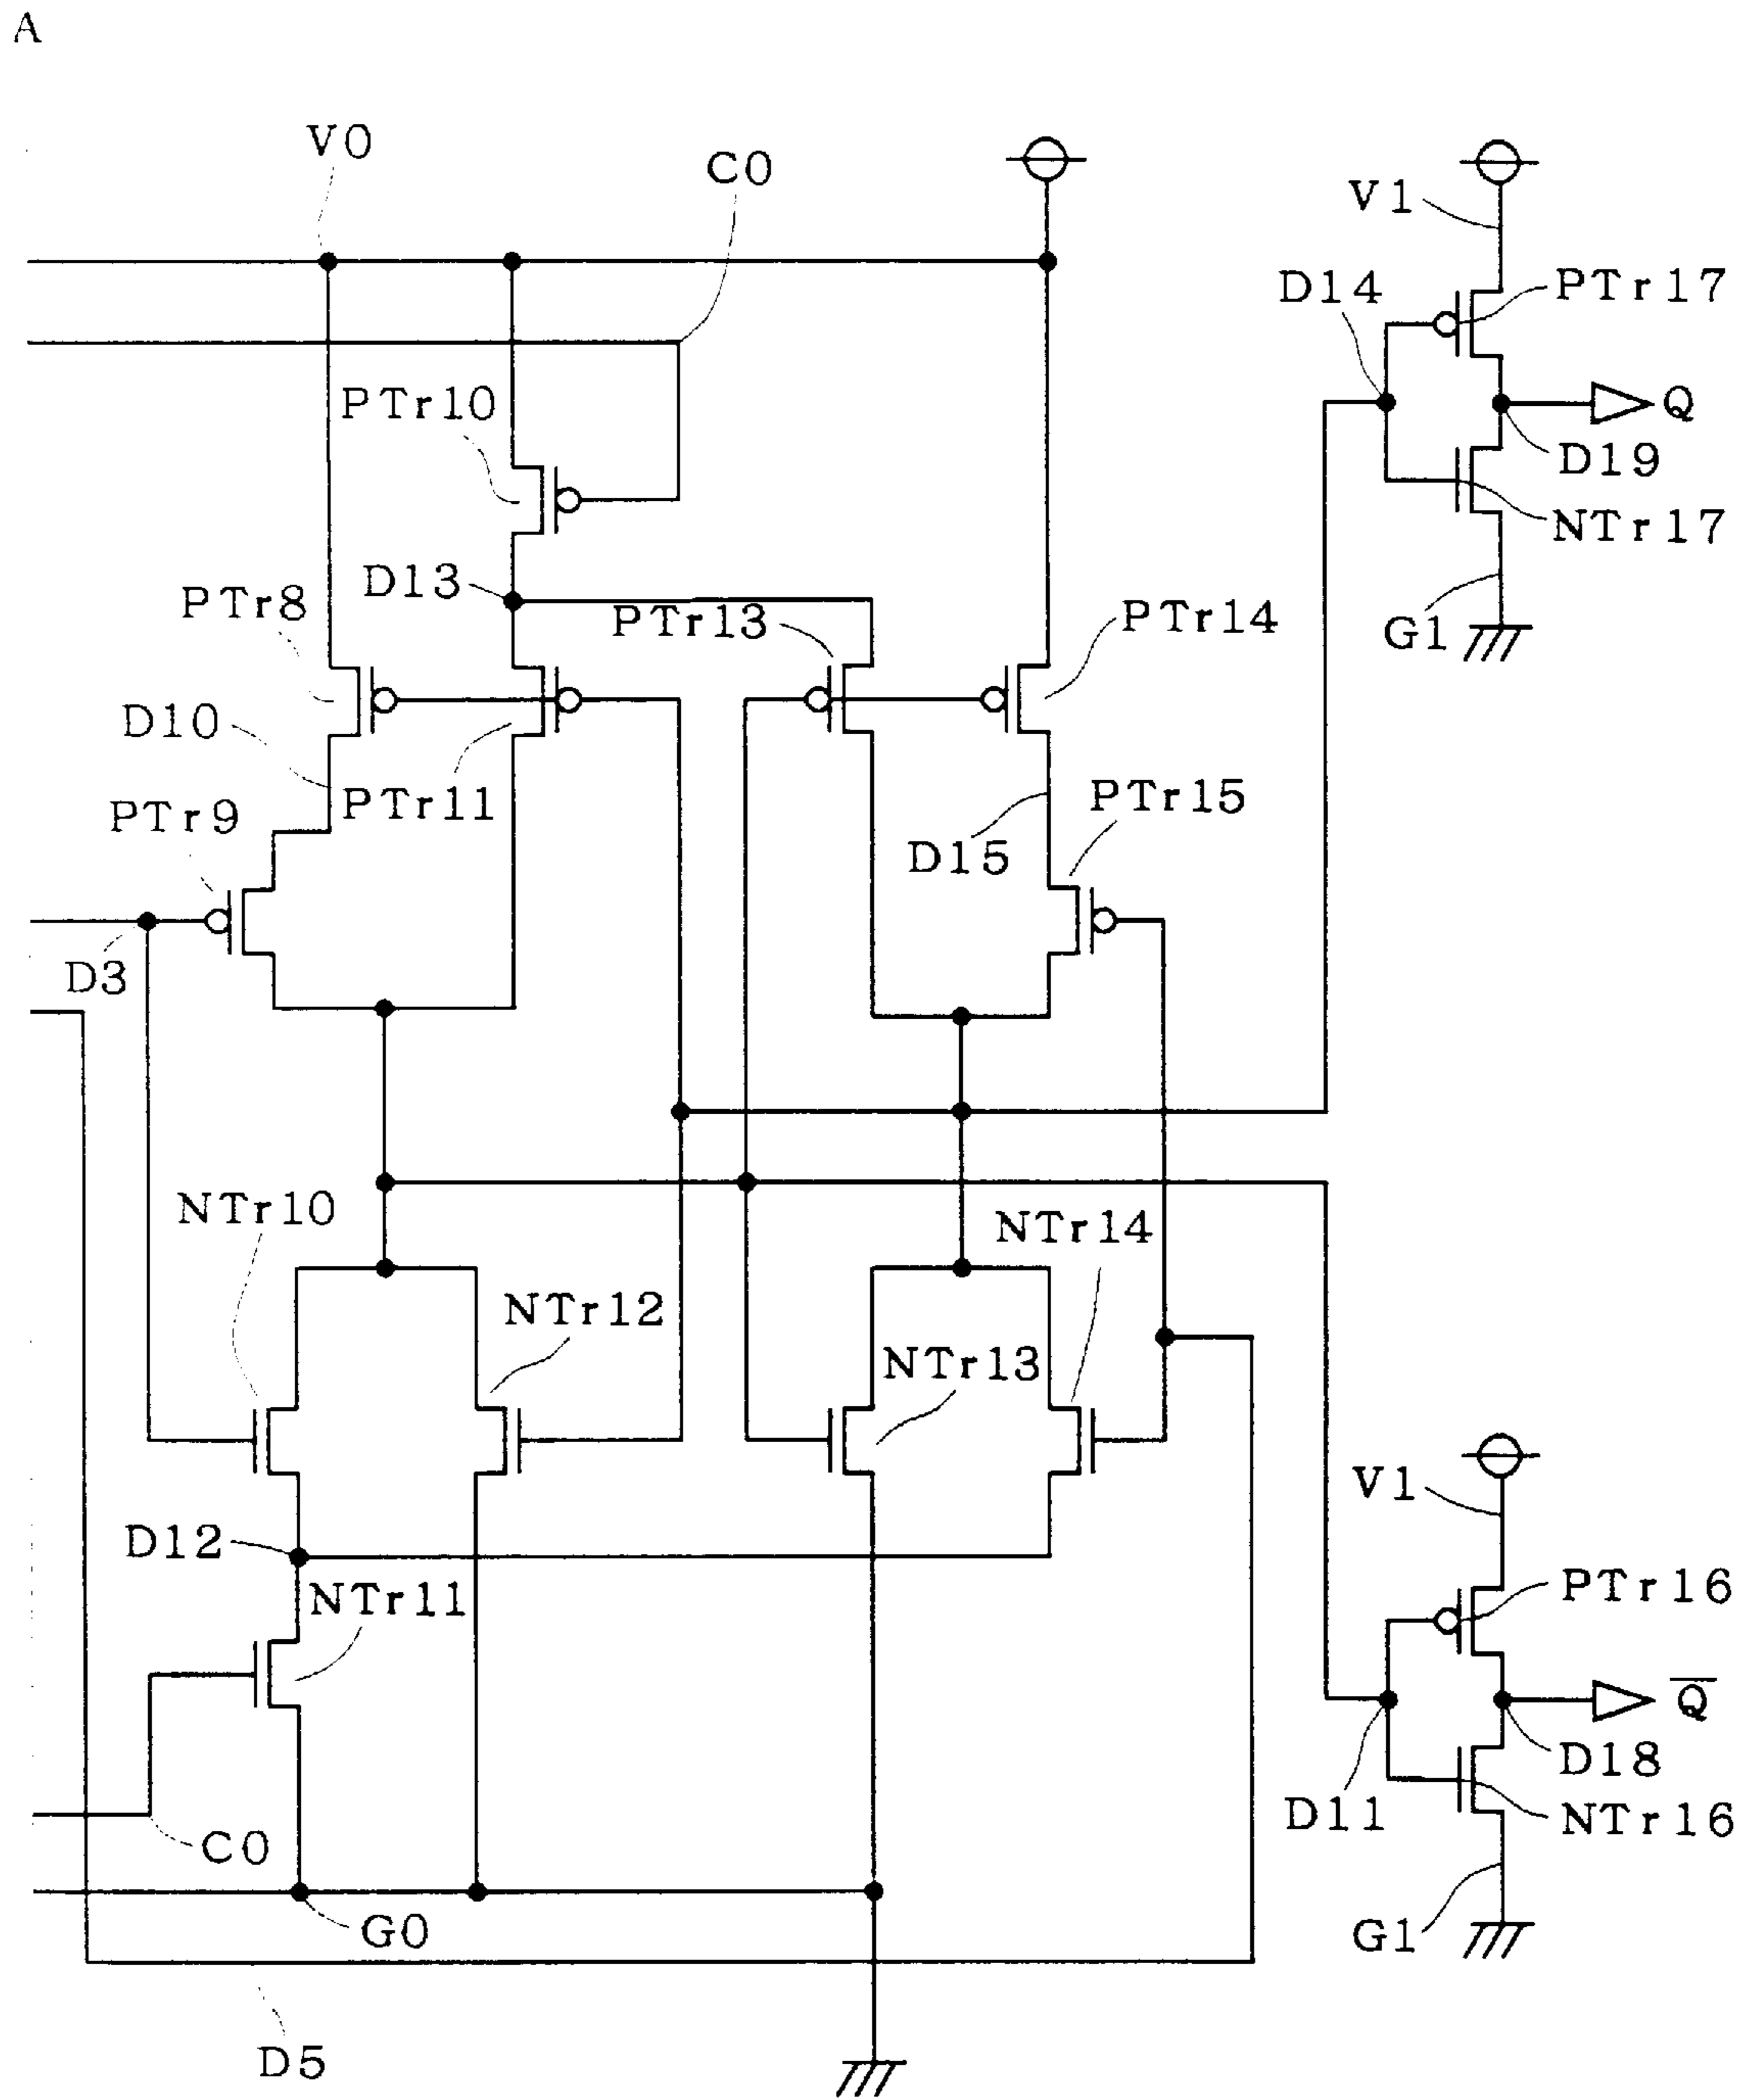 A
V0
C0
V1
D14
PTr17
PTr10
Q
D19
NTr17
D13
PTr8
PTr13
PTr14
G1
D10
PTr11
PTr15
PTr9
D15
D3
NTr10
NTr14
NTr12
NTr13
V1
D12
NTr11
PTr16
Q̅
D18
D11
NTr16
C0
G0
G1
D5